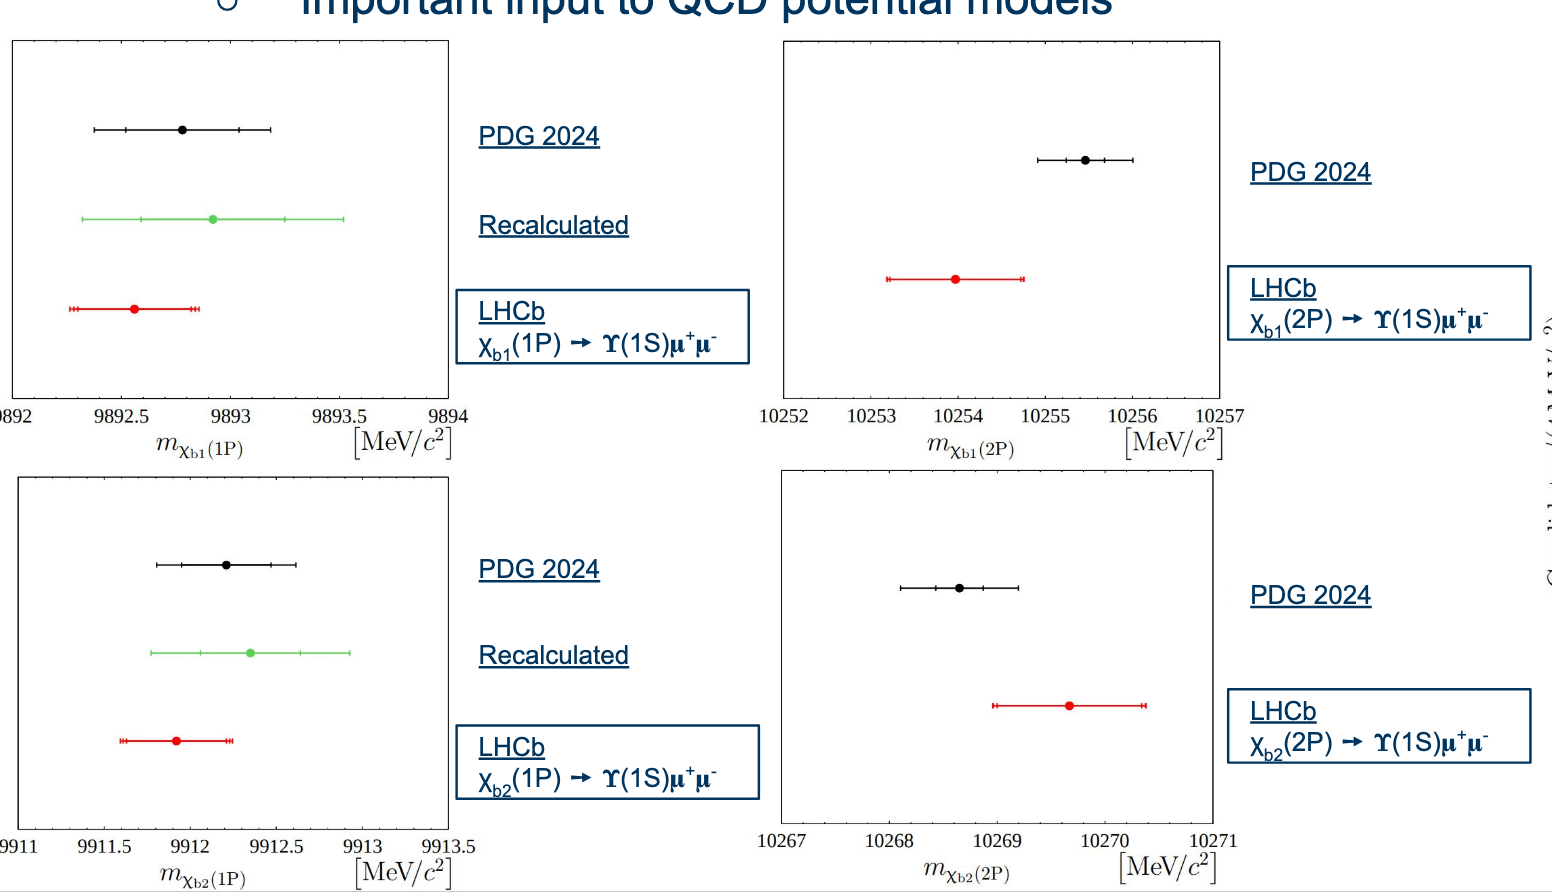 ○ Important input to QCD potential models
PDG 2024
Recalculated
LHCb
χb1(1P) → ϒ(1S)μ+μ-
9892 9892.5 9893 9893.5 9894
mχb1(1P) [MeV/c2]
PDG 2024
LHCb
χb1(2P) → ϒ(1S)μ+μ-
10252 10253 10254 10255 10256 10257
mχb1(2P) [MeV/c2]
PDG 2024
Recalculated
LHCb
χb2(1P) → ϒ(1S)μ+μ-
9911 9911.5 9912 9912.5 9913 9913.5
mχb2(1P) [MeV/c2]
PDG 2024
LHCb
χb2(2P) → ϒ(1S)μ+μ-
10267 10268 10269 10270 10271
mχb2(2P) [MeV/c2]